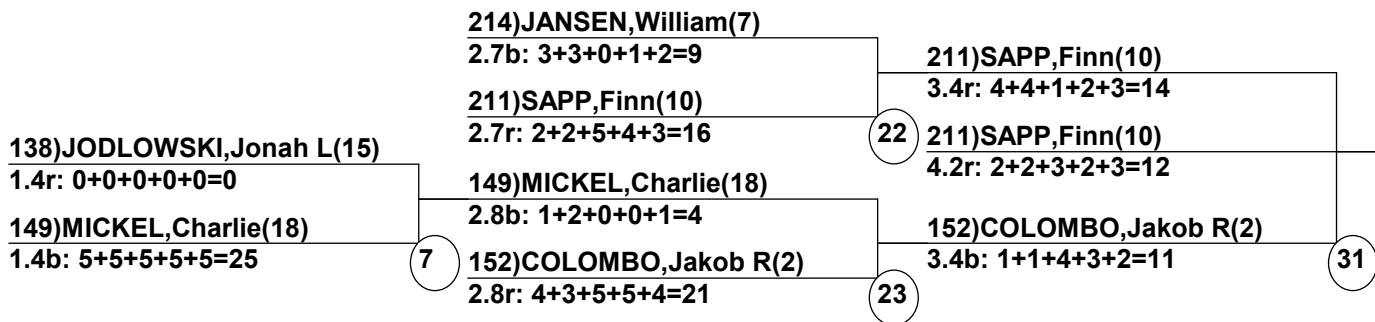 138)JODLOWSKI,Jonah L(15)
1.4r: 0+0+0+0+0=0
149)MICKEL,Charlie(18)
1.4b: 5+5+5+5+5=25
7
214)JANSEN,William(7)
2.7b: 3+3+0+1+2=9
211)SAPP,Finn(10)
2.7r: 2+2+5+4+3=16
22
149)MICKEL,Charlie(18)
2.8b: 1+2+0+0+1=4
152)COLOMBO,Jakob R(2)
2.8r: 4+3+5+5+4=21
23
211)SAPP,Finn(10)
3.4r: 4+4+1+2+3=14
211)SAPP,Finn(10)
4.2r: 2+2+3+2+3=12
152)COLOMBO,Jakob R(2)
3.4b: 1+1+4+3+2=11
31